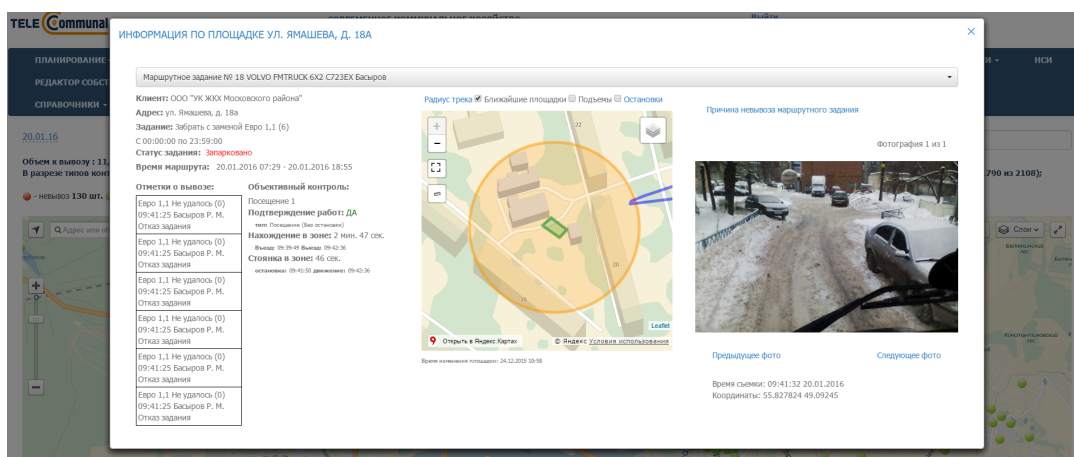 TELE Communal
СОВРЕМЕННОЕ КОММУНАЛЬНОЕ ХОЗЯЙСТВО
Выйти
ПЛАНИРОВАНИЕ
РЕДАКТОР СОБСТ
СПРАВОЧНИКИ
НСИ
ИНФОРМАЦИЯ ПО ПЛОЩАДКЕ УЛ. ЯМАШЕВА, Д. 18А
×
Маршрутное задание № 18 VOLVO FMTRUCK 6X2 C723EX Басыров
Клиент: ООО "УК ЖКХ Московского района"
Адрес: ул. Ямашева, д. 18а
Задание: Забрать с заменой Евро 1,1 (6)
С 00:00:00 по 23:59:00
Статус задания: Запарковано
Время маршрута: 20.01.2016 07:29 - 20.01.2016 18:55
Отметки о вывозе:
Евро 1,1 Не удалось (0)
09:41:25 Басыров Р. М.
Отказ задания
Евро 1,1 Не удалось (0)
09:41:25 Басыров Р. М.
Отказ задания
Евро 1,1 Не удалось (0)
09:41:25 Басыров Р. М.
Отказ задания
Евро 1,1 Не удалось (0)
09:41:25 Басыров Р. М.
Отказ задания
Евро 1,1 Не удалось (0)
09:41:25 Басыров Р. М.
Отказ задания
Евро 1,1 Не удалось (0)
09:41:25 Басыров Р. М.
Отказ задания
Объективный контроль:
Посещение 1
Подтверждение работ: ДА
тип: Посещение (Без остановки)
Нахождение в зоне: 2 мин. 47 сек.
Въезд: 09:39:49 Выезд: 09:42:36
Стоянка в зоне: 46 сек.
остановка: 09:41:50 движение: 09:42:36
Радиус трека Ближайшие площадки Подъемы Остановки
+
−
22
20
16
Leaflet
Открыть в Яндекс.Картах
© Яндекс Условия использования
Время изменения площадки: 24.12.2015 10:58
Причина невывоза маршрутного задания
Фотография 1 из 1
Предыдущее фото
Следующее фото
Время съемки: 09:41:32 20.01.2016
Координаты: 55.827824 49.09245
20.01.16
Объем к вывозу : 11,
В разрезе типов конт
- невывоз 130 шт.
790 из 2108);
Адрес или об
Слои
+
−